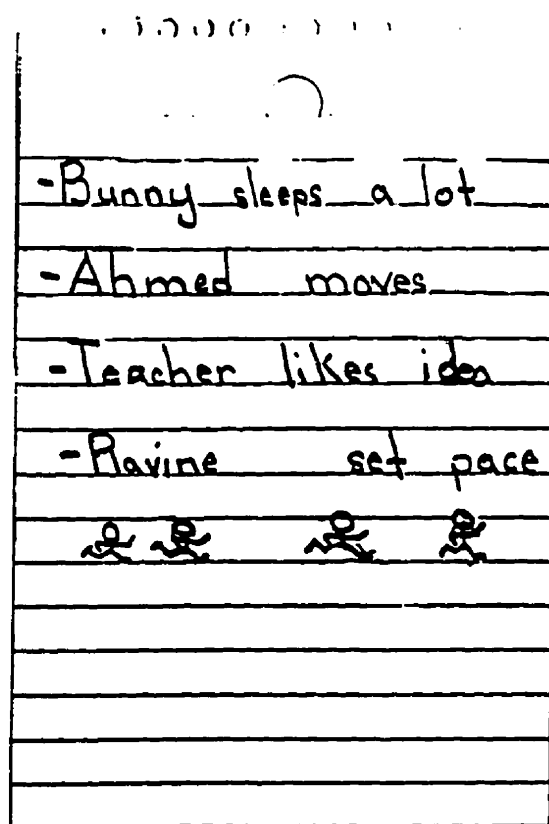 -Bunny sleeps a lot
-Ahmed moves
-Teacher likes idea
-Ravine set pace